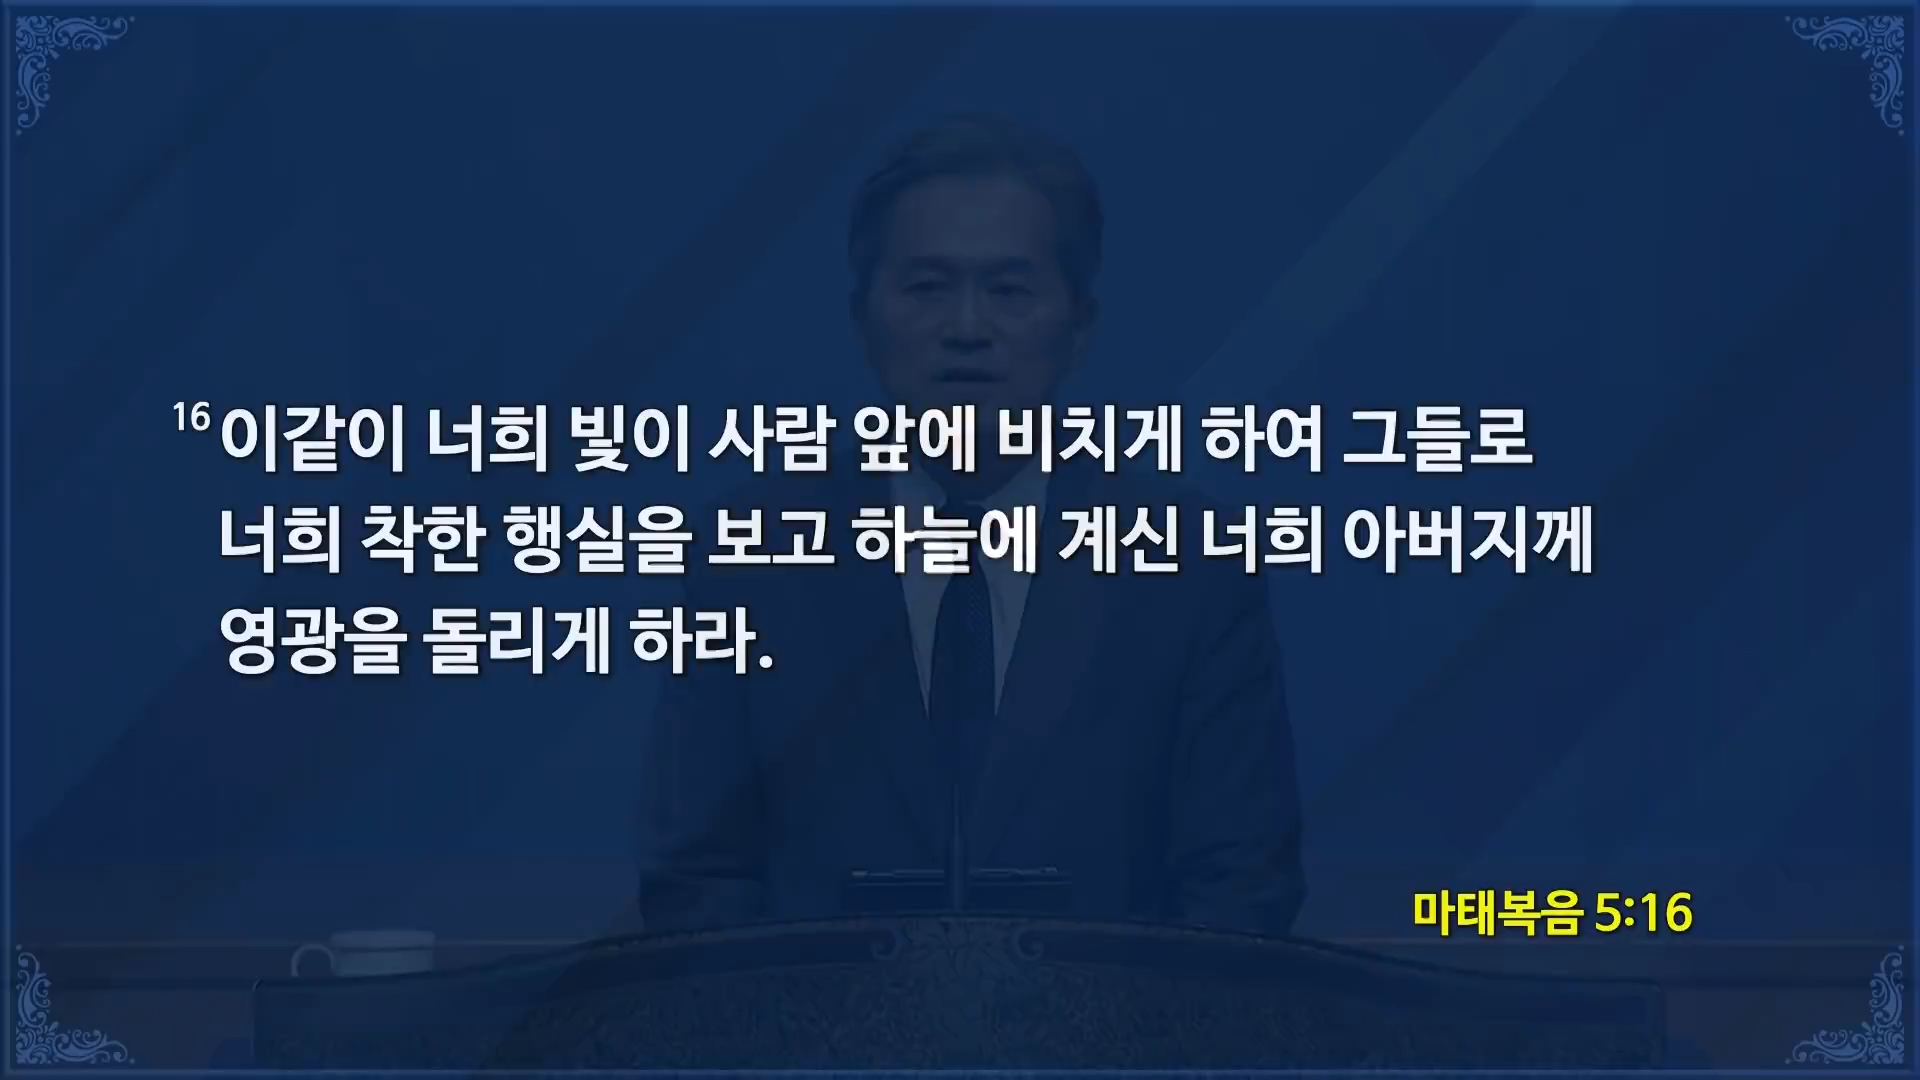 16 이같이 너희 빛이 사람 앞에 비치게 하여 그들로
너희 착한 행실을 보고 하늘에 계신 너희 아버지께
영광을 돌리게 하라.
마태복음 5:16